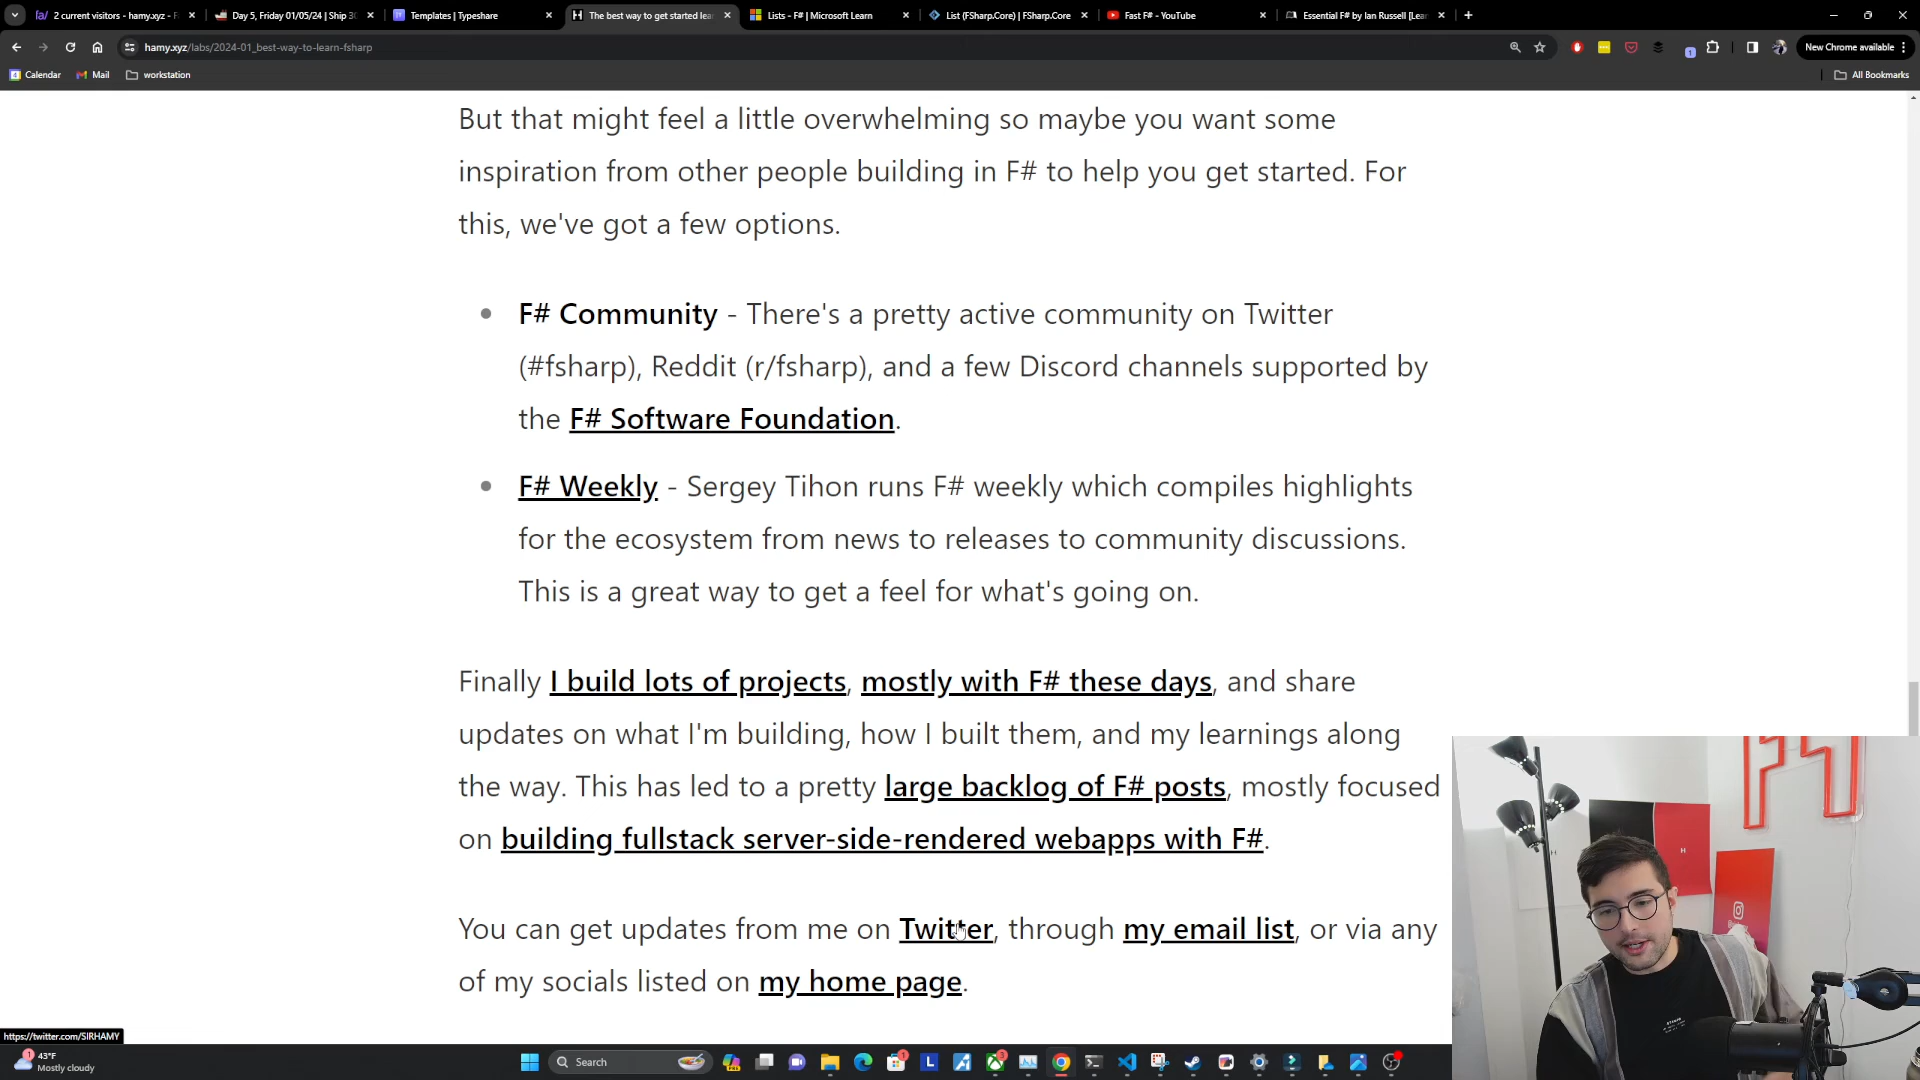 2 current visitors - hamy.xyz - F
Day 5, Friday 01/05/24 | Ship 30
Templates | Typeshare
The best way to get started lea
Lists - F# | Microsoft Learn
List (FSharp.Core) | FSharp.Core
Fast F# - YouTube
Essential F# by Ian Russell [Lea
hamy.xyz/labs/2024-01_best-way-to-learn-fsharp
New Chrome available
Calendar
Mail
workstation
All Bookmarks
But that might feel a little overwhelming so maybe you want some
inspiration from other people building in F# to help you get started. For
this, we've got a few options.
F# Community - There's a pretty active community on Twitter
(#fsharp), Reddit (r/fsharp), and a few Discord channels supported by
the F# Software Foundation.
F# Weekly - Sergey Tihon runs F# weekly which compiles highlights
for the ecosystem from news to releases to community discussions.
This is a great way to get a feel for what's going on.
Finally I build lots of projects, mostly with F# these days, and share
updates on what I'm building, how I built them, and my learnings along
the way. This has led to a pretty large backlog of F# posts, mostly focused
on building fullstack server-side-rendered webapps with F#.
You can get updates from me on Twitter, through my email list, or via any
of my socials listed on my home page.
https://twitter.com/SIRHAMY
43°F
Mostly cloudy
Search